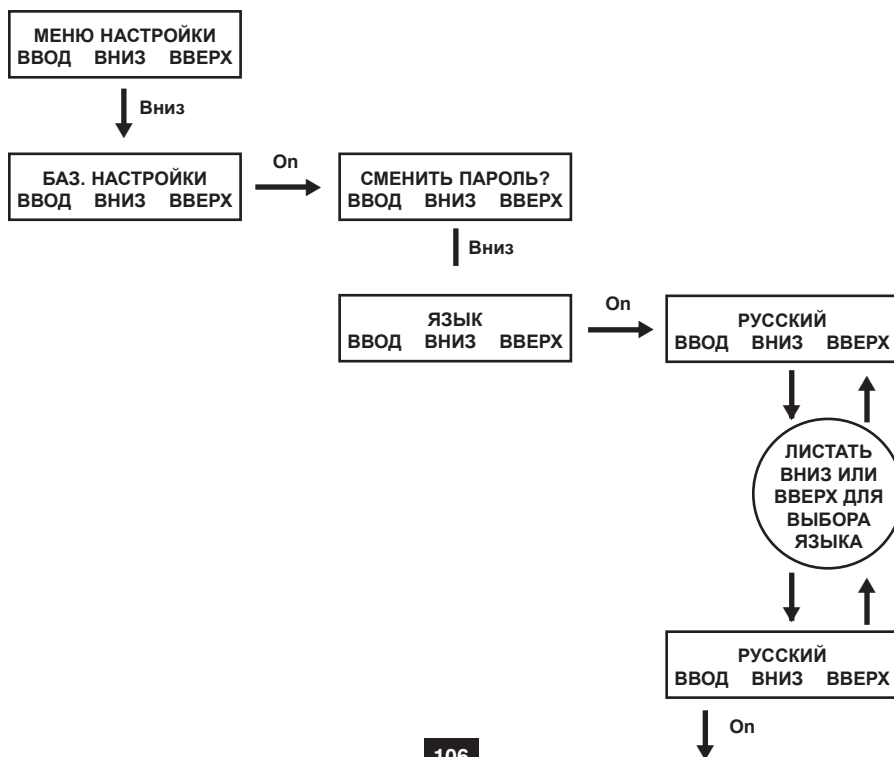 МЕНЮ НАСТРОЙКИ
ВВОД ВНИЗ ВВЕРХ
Вниз
БАЗ. НАСТРОЙКИ
ВВОД ВНИЗ ВВЕРХ
On
СМЕНИТЬ ПАРОЛЬ?
ВВОД ВНИЗ ВВЕРХ
Вниз
ЯЗЫК
ВВОД ВНИЗ ВВЕРХ
On
РУССКИЙ
ВВОД ВНИЗ ВВЕРХ
ЛИСТАТЬ
ВНИЗ ИЛИ
ВВЕРХ ДЛЯ
ВЫБОРА
ЯЗЫКА
РУССКИЙ
ВВОД ВНИЗ ВВЕРХ
On
106